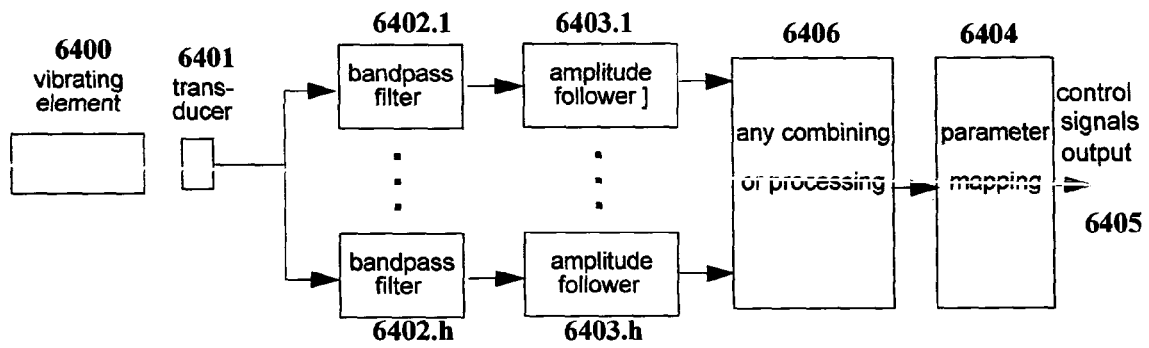 6400
vibrating
element
6401
trans-
ducer
6402.1
bandpass
filter
6403.1
amplitude
follower ]
6406
any combining
or processing
6404
parameter
mapping
control
signals
output
6405
bandpass
filter
6402.h
amplitude
follower
6403.h